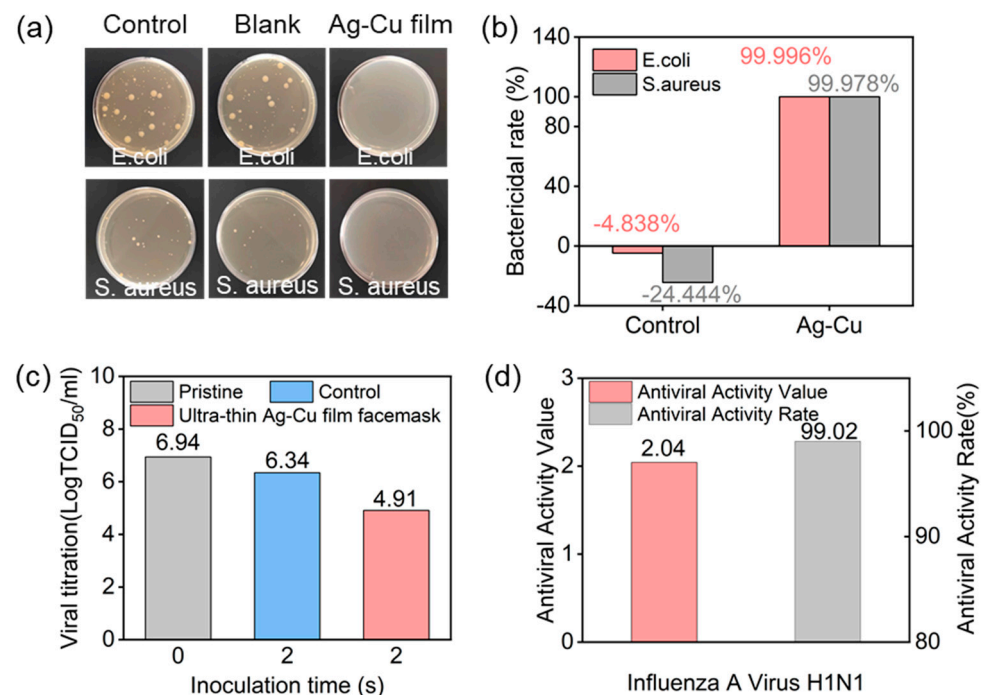 (a)
Control Blank Ag-Cu film
E.coli E.coli E.coli
S. aureus S. aureus S. aureus
(b)
Bactericidal rate (%)
140
100
80
40
0
-40
E.coli
S.aureus
99.996%
99.978%
-4.838%
-24.444%
Control Ag-Cu
(c)
Viral titration(LogTCID50/ml)
10
8
6
4
2
0
Pristine Control
Ultra-thin Ag-Cu film facemask
6.94
6.34
4.91
0 2 2
Inoculation time (s)
(d)
Antiviral Activity Value
3
2
1
0
Antiviral Activity Value
Antiviral Activity Rate
2.04
99.02
100
90
80
Antiviral Activity Rate(%)
Influenza A Virus H1N1